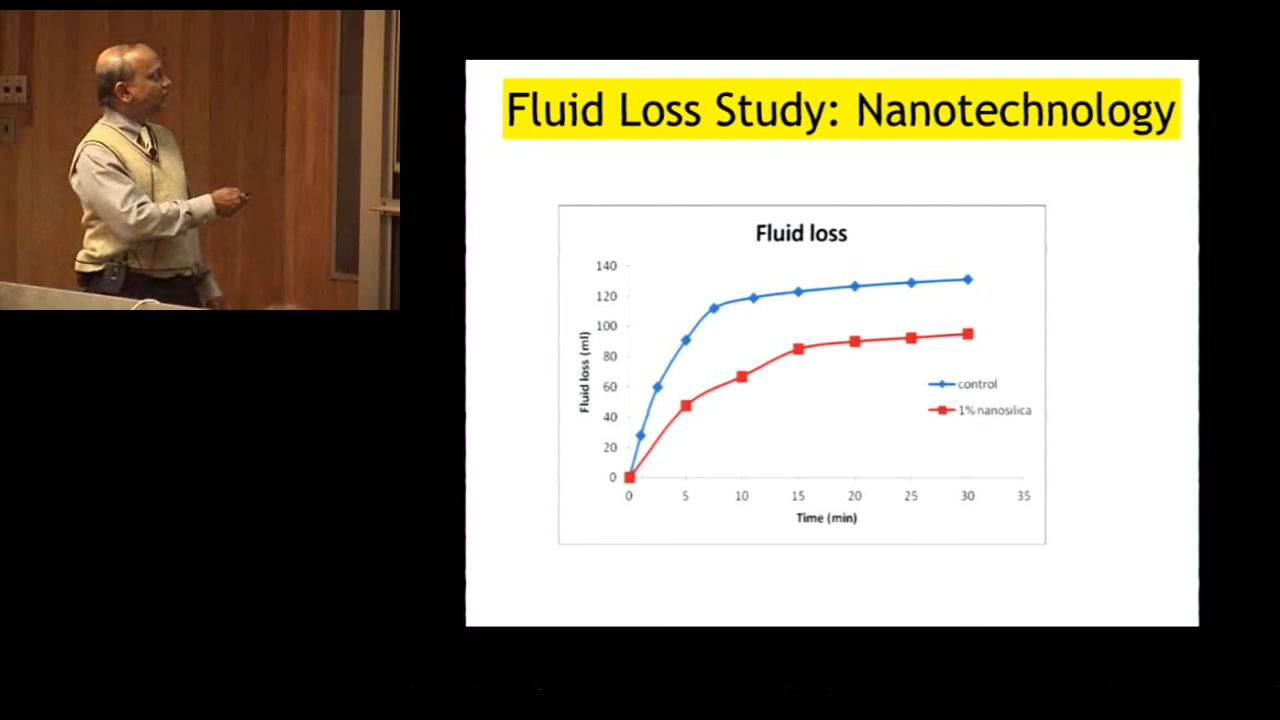 Fluid Loss Study: Nanotechnology
Fluid loss
140
120
100
80
60
40
20
0
Fluid loss (ml)
control
1% nanosilica
0 5 10 15 20 25 30 35
Time (min)